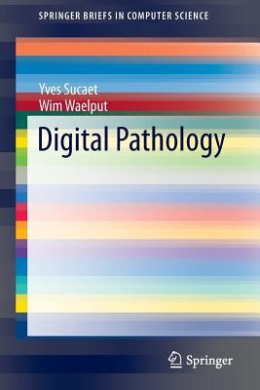 SPRINGER BRIEFS IN COMPUTER SCIENCE
Yves Sucaet
Wim Waelput
Digital Pathology
Springer